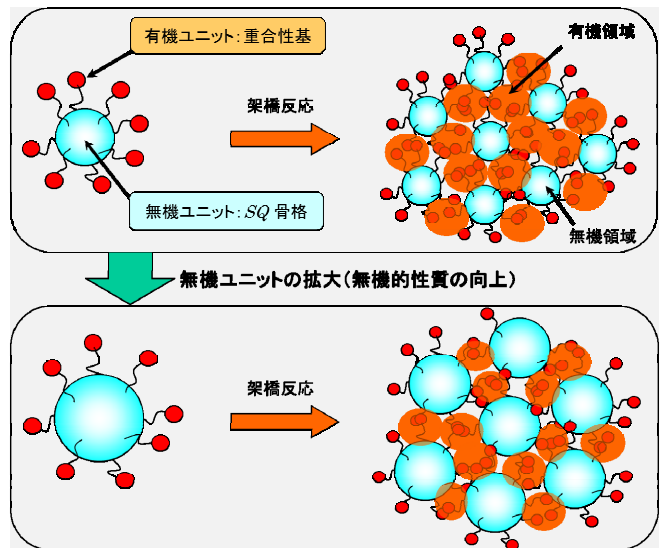 有機ユニット：重合性基
有機領域
架橋反応
無機ユニット：SQ 骨格
無機領域
無機ユニットの拡大（無機的性質の向上）
架橋反応